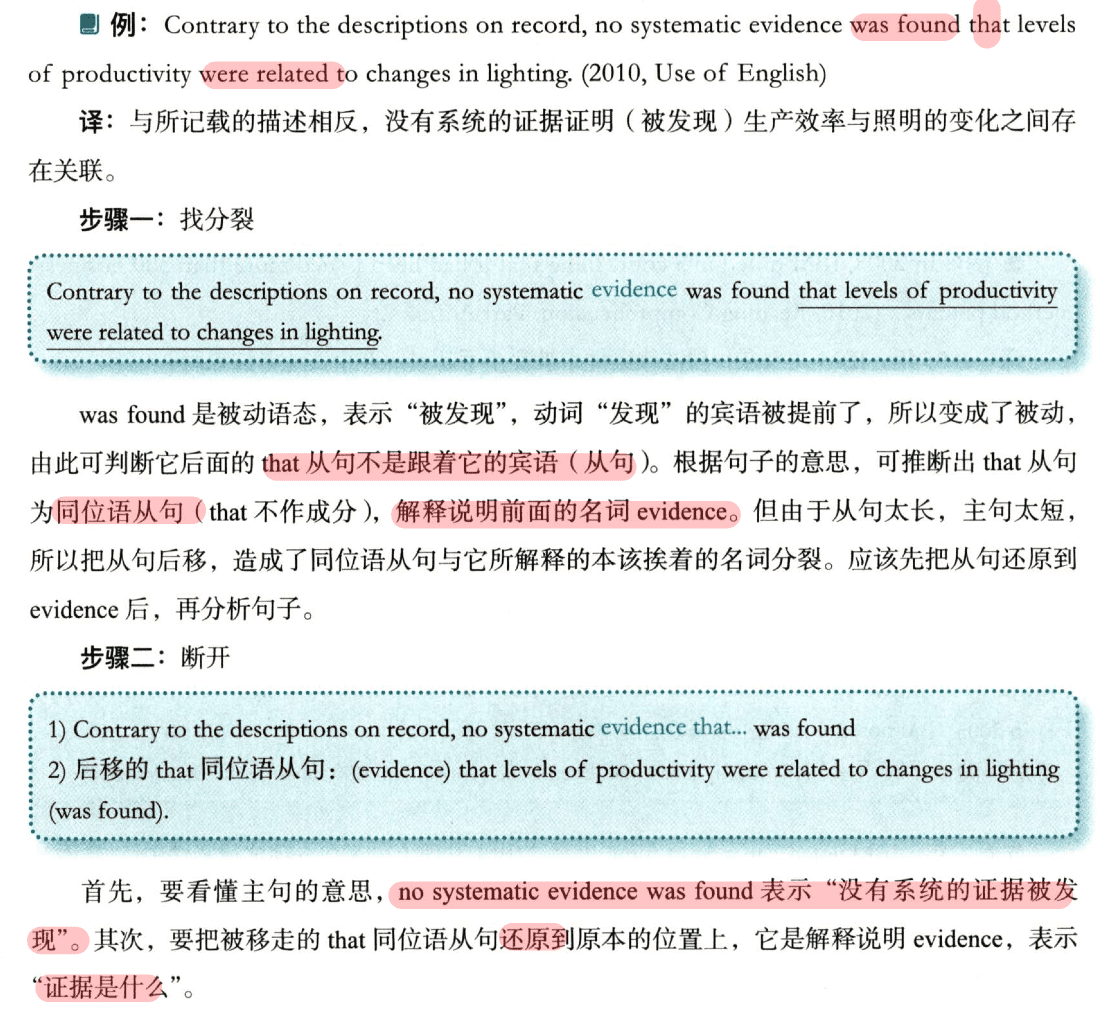 例：Contrary to the descriptions on record, no systematic evidence was found that levels
of productivity were related to changes in lighting. (2010, Use of English)
译：与所记载的描述相反，没有系统的证据证明（被发现）生产效率与照明的变化之间存
在关联。
步骤一：找分裂
Contrary to the descriptions on record, no systematic evidence was found that levels of productivity
were related to changes in lighting.
was found 是被动语态，表示“被发现”，动词“发现”的宾语被提前了，所以变成了被动，
由此可判断它后面的 that 从句不是跟着它的宾语（从句）。根据句子的意思，可推断出 that 从句
为同位语从句（that 不作成分），解释说明前面的名词 evidence。但由于从句太长，主句太短，
所以把从句后移，造成了同位语从句与它所解释的本该挨着的名词分裂。应该先把从句还原到
evidence 后，再分析句子。
步骤二：断开
1) Contrary to the descriptions on record, no systematic evidence that... was found
2) 后移的 that 同位语从句：(evidence) that levels of productivity were related to changes in lighting
(was found).
首先，要看懂主句的意思，no systematic evidence was found 表示“没有系统的证据被发
现”。其次，要把被移走的 that 同位语从句还原到原本的位置上，它是解释说明 evidence，表示
“证据是什么”。